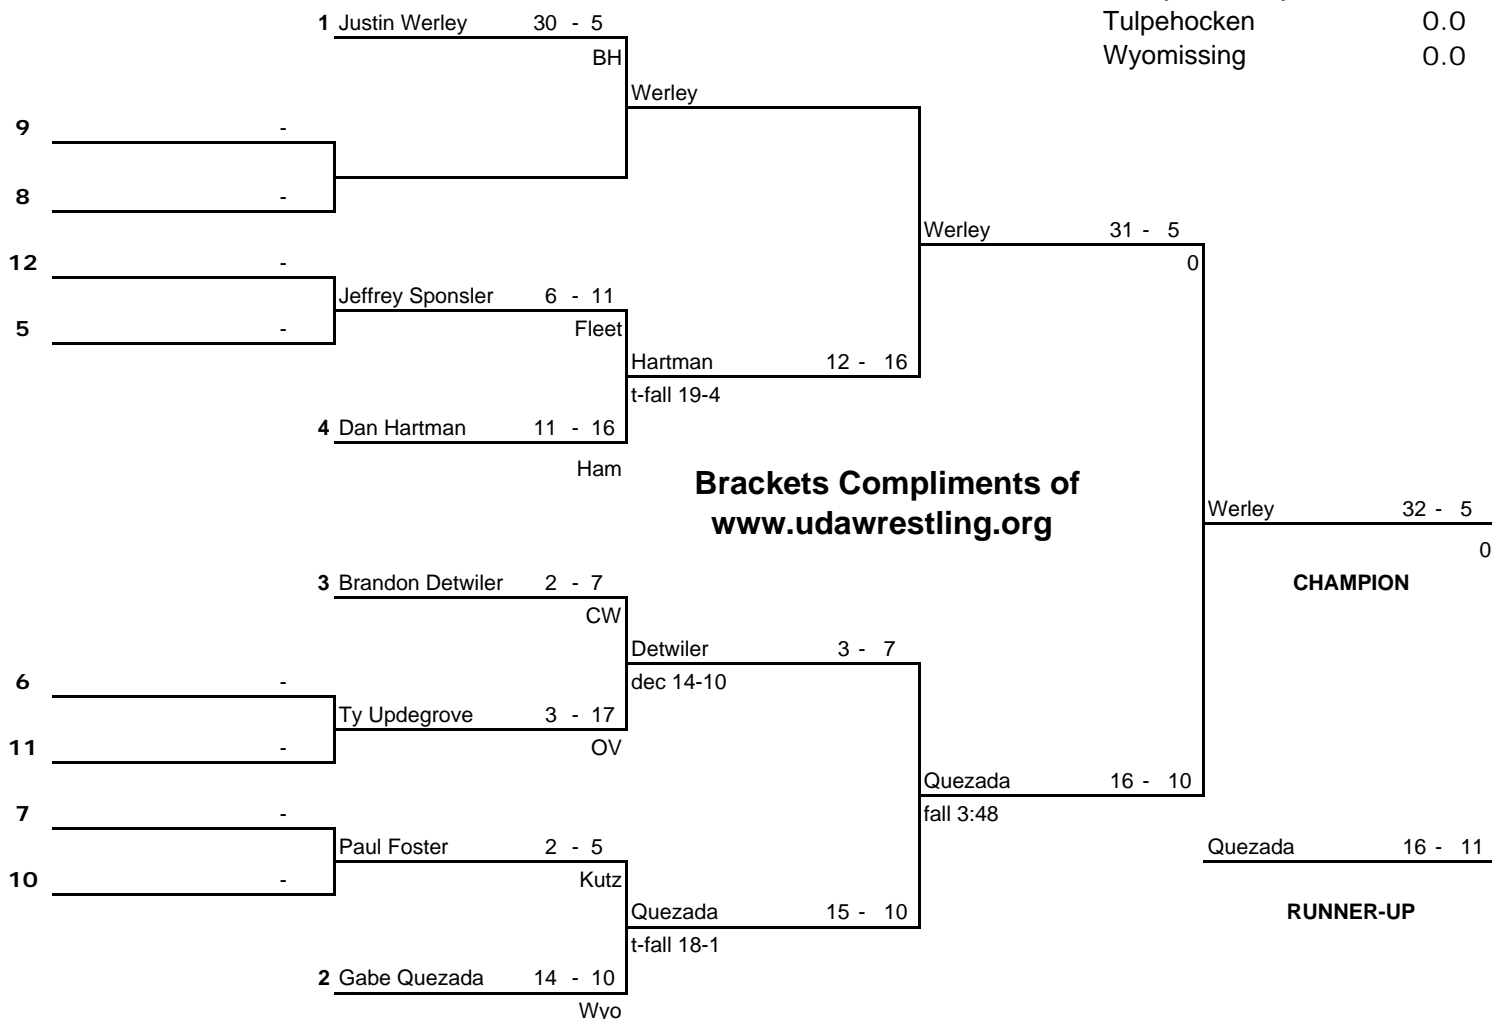 Tulpehocken 0.0
1 Justin Werley 30 - 5
Wyomissing 0.0
BH
Werley
9 -
8 -
Werley 31 - 5
12 -
0
Jeffrey Sponsler 6 - 11
5 -
Fleet
Hartman 12 - 16
t-fall 19-4
4 Dan Hartman 11 - 16
Ham
Brackets Compliments of
www.udawrestling.org
Werley 32 - 5
0
3 Brandon Detwiler 2 - 7
CHAMPION
CW
Detwiler 3 - 7
6 -
dec 14-10
Ty Updegrove 3 - 17
11 -
OV
Quezada 16 - 10
7 -
fall 3:48
Paul Foster 2 - 5
Quezada 16 - 11
10 -
Kutz
Quezada 15 - 10
RUNNER-UP
t-fall 18-1
2 Gabe Quezada 14 - 10
Wyo